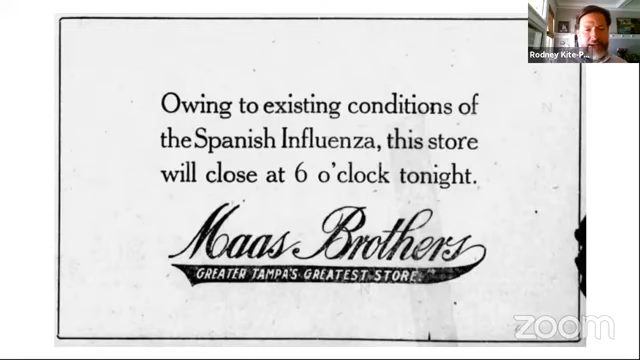 Rodney Kite-P...
Owing to existing conditions of
the Spanish Influenza, this store
will close at 6 o'clock tonight.
Maas Brothers
GREATER TAMPA'S GREATEST STORE
zoom